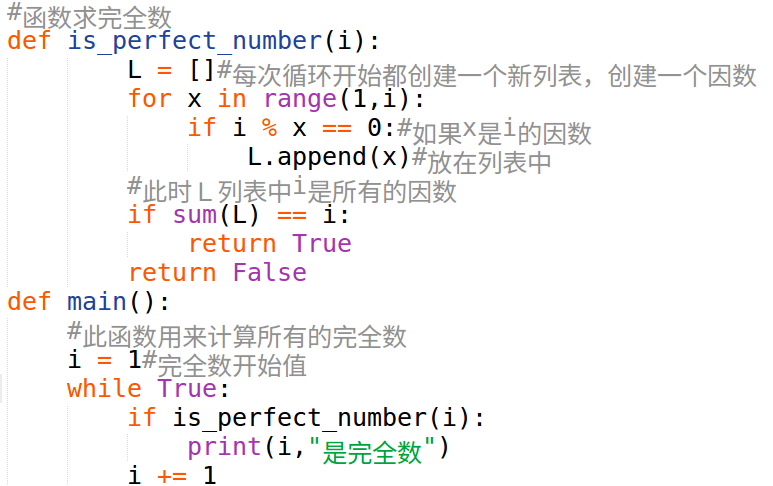 #函数求完全数
def is_perfect_number(i):
        L = []#每次循环开始都创建一个新列表，创建一个因数
        for x in range(1,i):
            if i % x == 0:#如果x是i的因数
                L.append(x)#放在列表中
        #此时Ｌ列表中i是所有的因数
        if sum(L) == i:
            return True
        return False
def main():
    #此函数用来计算所有的完全数
    i = 1#完全数开始值
    while True:
        if is_perfect_number(i):
            print(i,"是完全数")
        i += 1